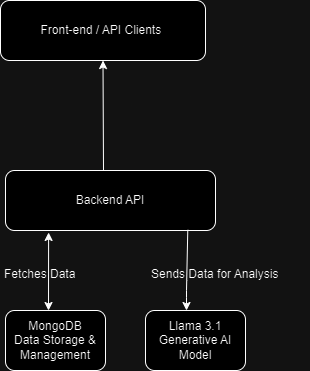 Front-end / API Clients
Backend API
Fetches Data
Sends Data for Analysis
MongoDB
Data Storage &
Management
Llama 3.1
Generative AI
Model